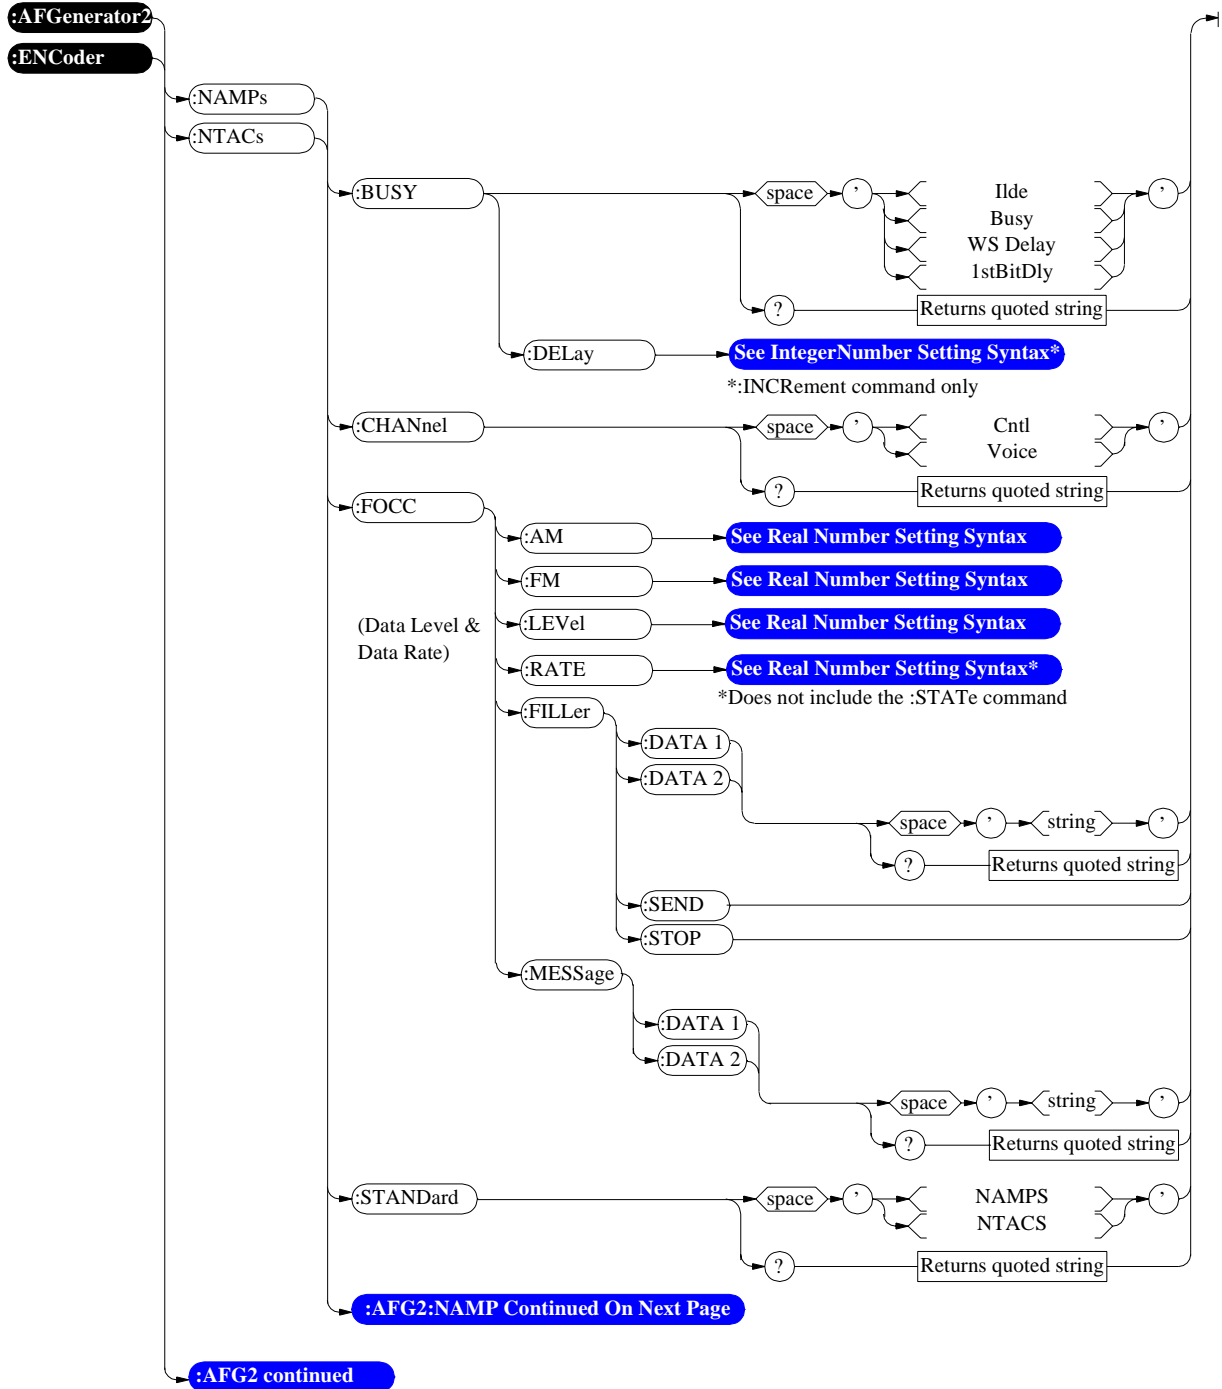 :AFGenerator2
:ENCoder
:NAMPs
:NTACs
:BUSY
space ’ Ilde ’
Busy
WS Delay
1stBitDly
? Returns quoted string
:DELay See IntegerNumber Setting Syntax*
*:INCRement command only
:CHANnel space ’ Cntl ’
Voice
? Returns quoted string
:FOCC
:AM See Real Number Setting Syntax
:FM See Real Number Setting Syntax
(Data Level &
Data Rate)
:LEVel See Real Number Setting Syntax
:RATE See Real Number Setting Syntax*
*Does not include the :STATe command
:FILLer
:DATA 1
:DATA 2
space ’ string ’
? Returns quoted string
:SEND
:STOP
:MESSage
:DATA 1
:DATA 2
space ’ string ’
? Returns quoted string
:STANDard space ’ NAMPS ’
NTACS
? Returns quoted string
:AFG2:NAMP Continued On Next Page
:AFG2 continued